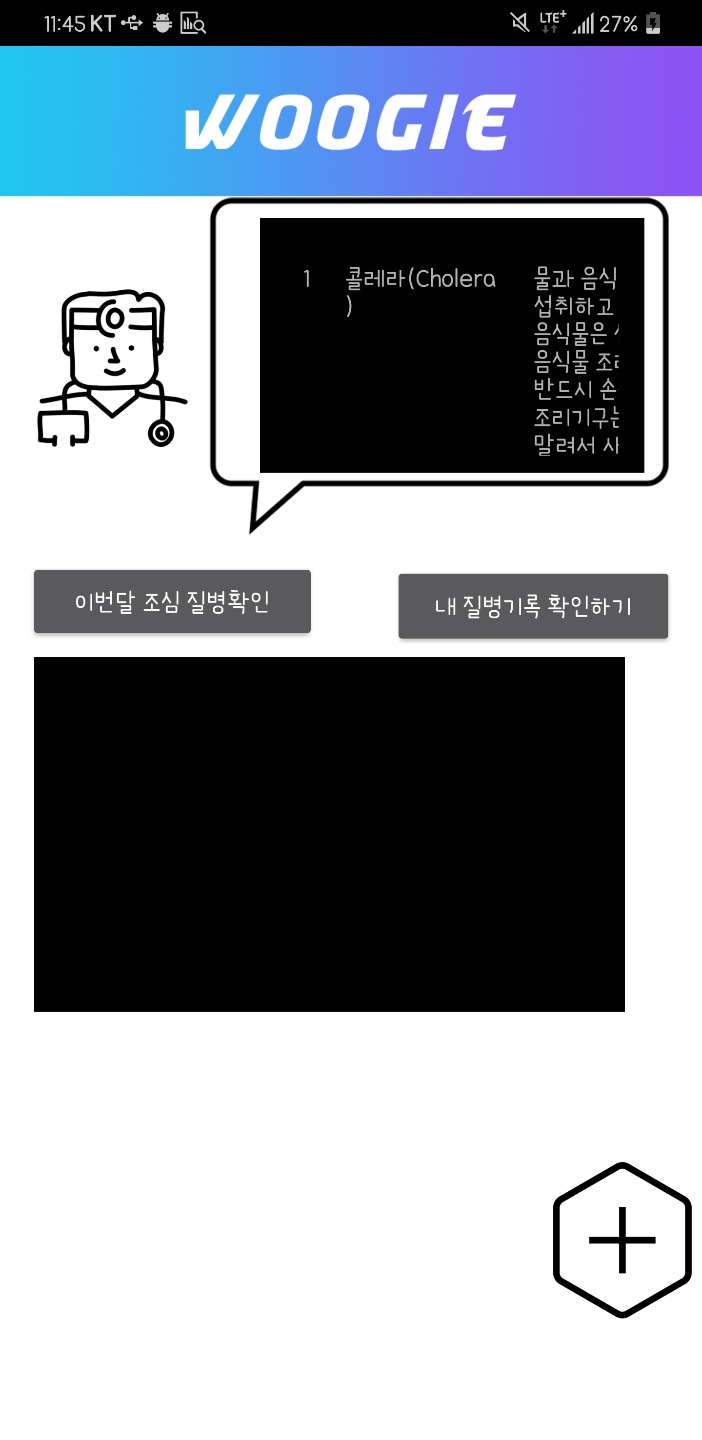 11:45 KT
LTE+ 27%
WOOGIE
1 콜레라(Cholera
)
물과 음식
섭취하고
음식물은
음식물 조리
반드시 손
조리기구는
말려서 사
이번달 조심 질병확인
내 질병기록 확인하기